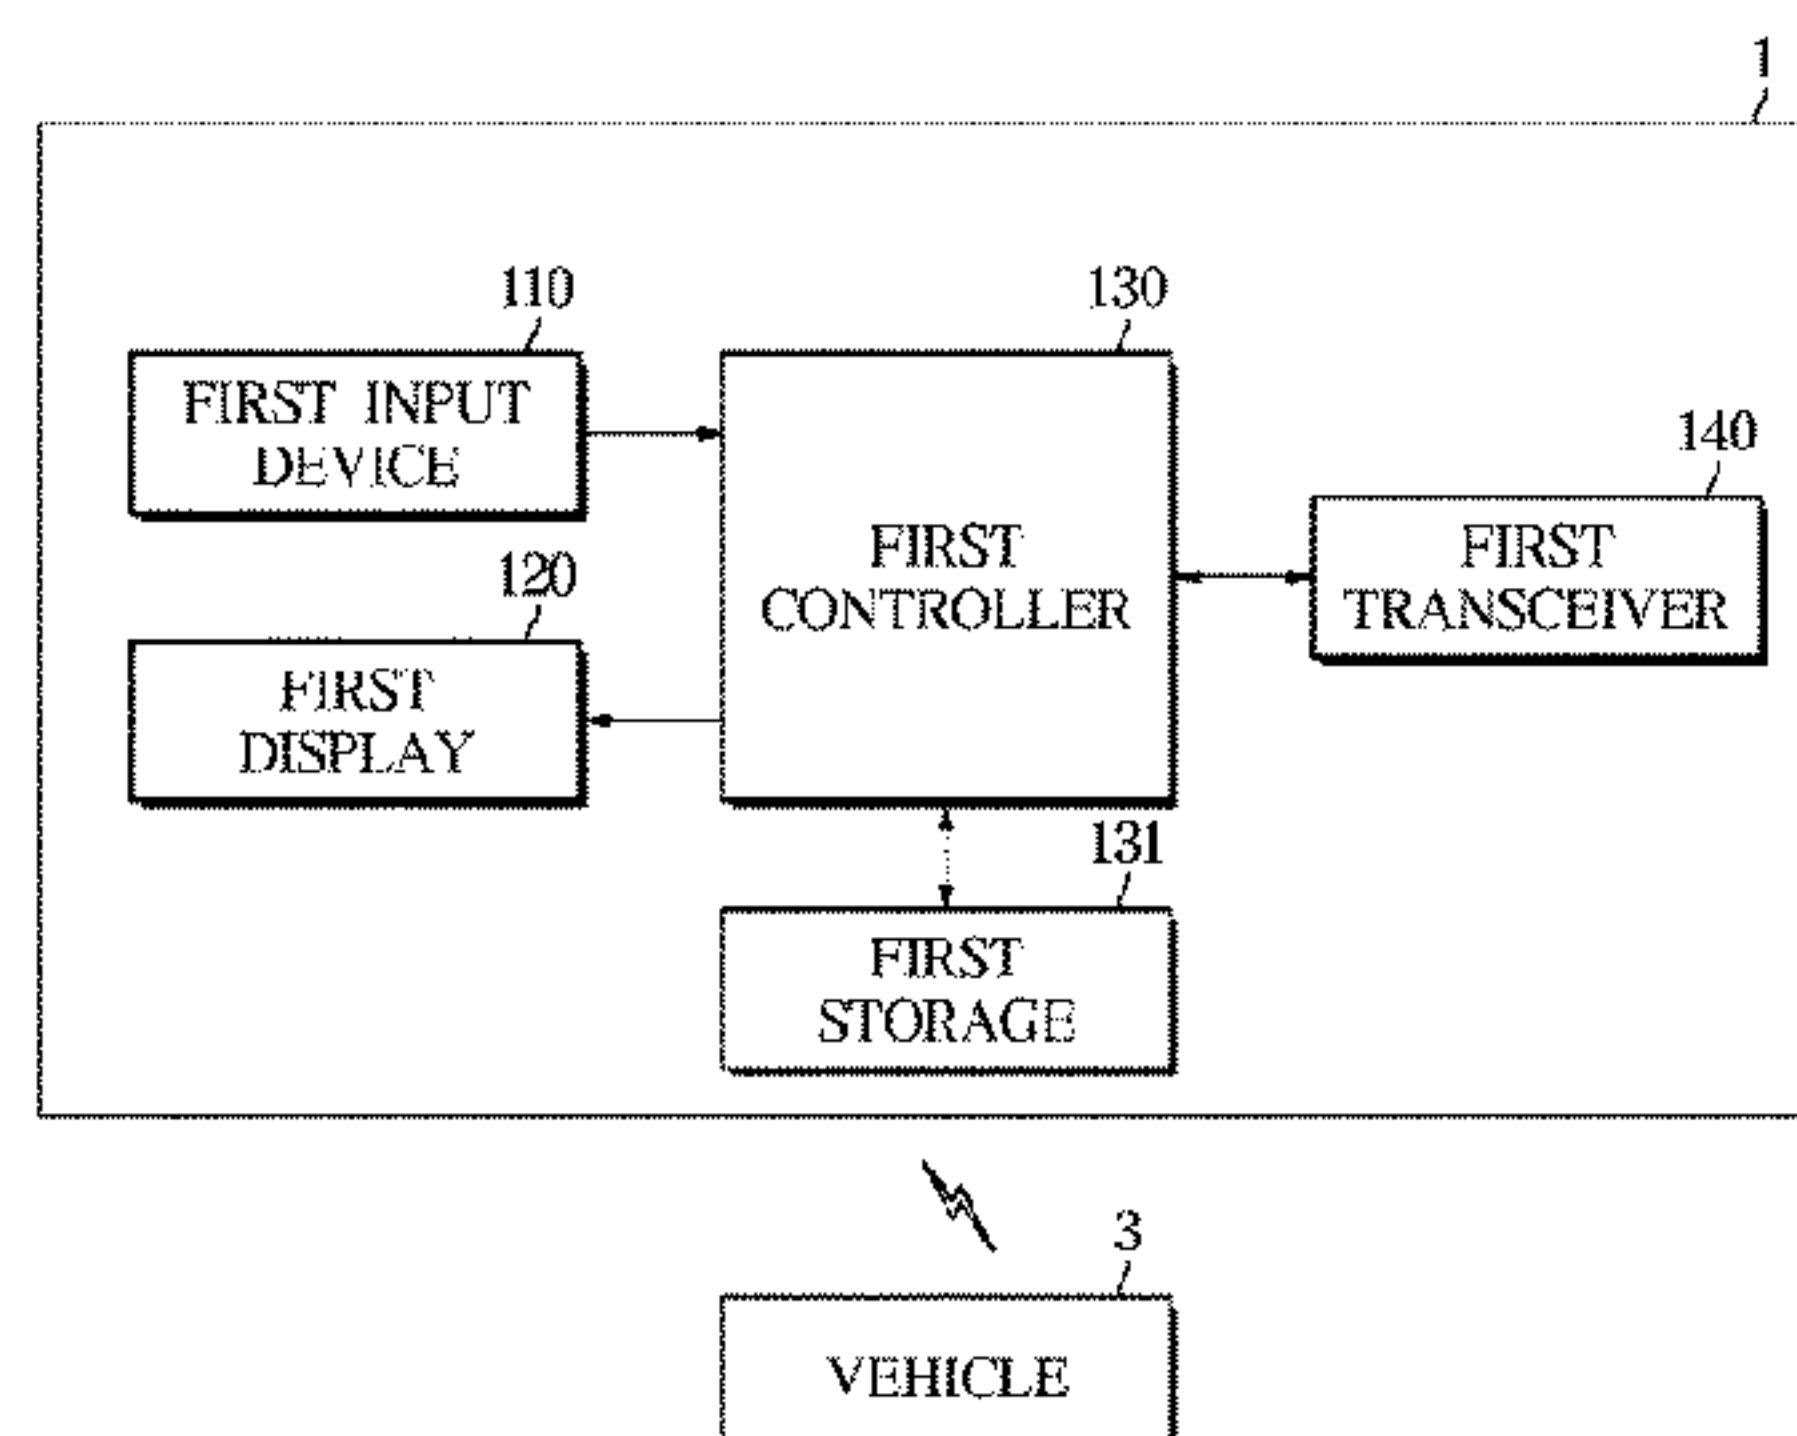 1
110
FIRST INPUT
DEVICE
130
FIRST
CONTROLLER
140
FIRST
TRANSCEIVER
120
FIRST
DISPLAY
131
FIRST
STORAGE
3
VEHICLE